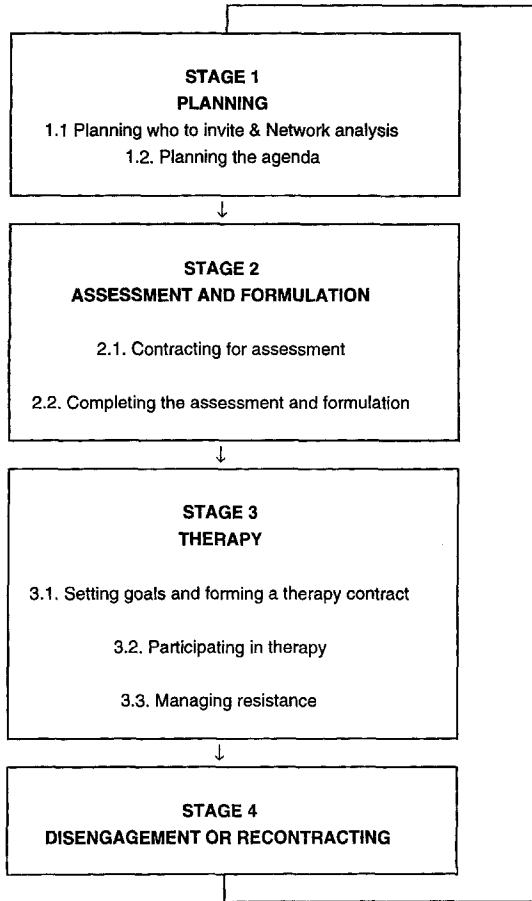 STAGE 1
PLANNING
1.1 Planning who to invite & Network analysis
1.2. Planning the agenda
↓
STAGE 2
ASSESSMENT AND FORMULATION
2.1. Contracting for assessment
2.2. Completing the assessment and formulation
↓
STAGE 3
THERAPY
3.1. Setting goals and forming a therapy contract
3.2. Participating in therapy
3.3. Managing resistance
↓
STAGE 4
DISENGAGEMENT OR RECONTRACTING